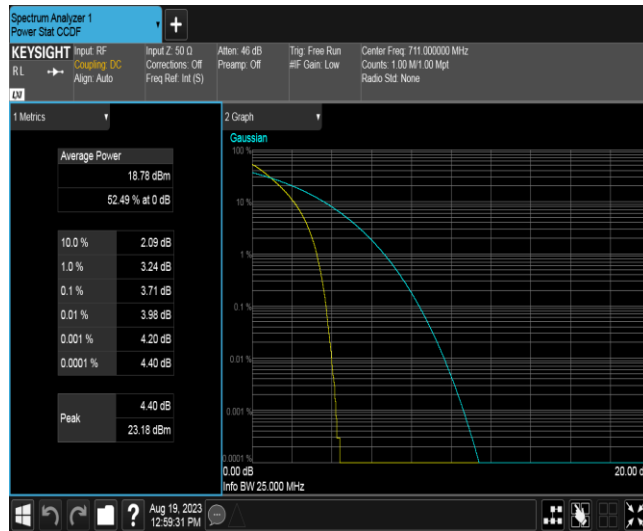 Spectrum Analyzer 1
Power Stat CCDF
+
KEYSIGHT
RL
LXI
Input: RF
Coupling: DC
Align: Auto
Input Z: 50 Ω
Corrections: Off
Freq Ref: Int (S)
Atten: 46 dB
Preamp: Off
Trig: Free Run
#IF Gain: Low
Center Freq: 711.000000 MHz
Counts: 1.00 M/1.00 Mpt
Radio Std: None
1 Metrics
Average Power
18.78 dBm
52.49 % at 0 dB
10.0 % 2.09 dB
1.0 % 3.24 dB
0.1 % 3.71 dB
0.01 % 3.98 dB
0.001 % 4.20 dB
0.0001 % 4.40 dB
Peak
4.40 dB
23.18 dBm
2 Graph
Gaussian
100 %
10 %
1 %
0.1 %
0.01 %
0.001 %
0.0001 %
0.00 dB 20.00 d
Info BW 25.000 MHz
? Aug 19, 2023
12:59:31 PM